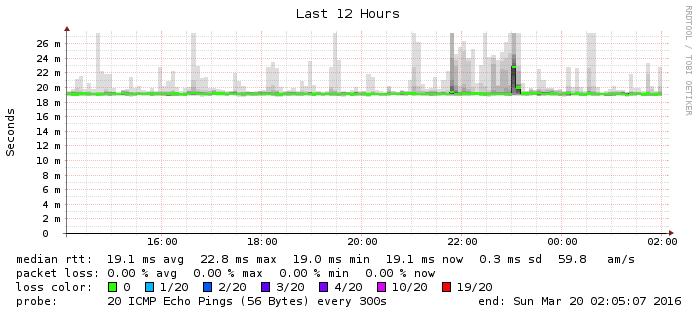 Last 12 Hours
RRDTOOL / TOBI OETIKER
Seconds
26 m
24 m
22 m
20 m
18 m
16 m
14 m
12 m
10 m
8 m
6 m
4 m
2 m
0
16:00 18:00 20:00 22:00 00:00 02:00
median rtt: 19.1 ms avg 22.8 ms max 19.0 ms min 19.1 ms now 0.3 ms sd 59.8 am/s
packet loss: 0.00 % avg 0.00 % max 0.00 % min 0.00 % now
loss color: 0 1/20 2/20 3/20 4/20 10/20 19/20
probe: 20 ICMP Echo Pings (56 Bytes) every 300s end: Sun Mar 20 02:05:07 2016